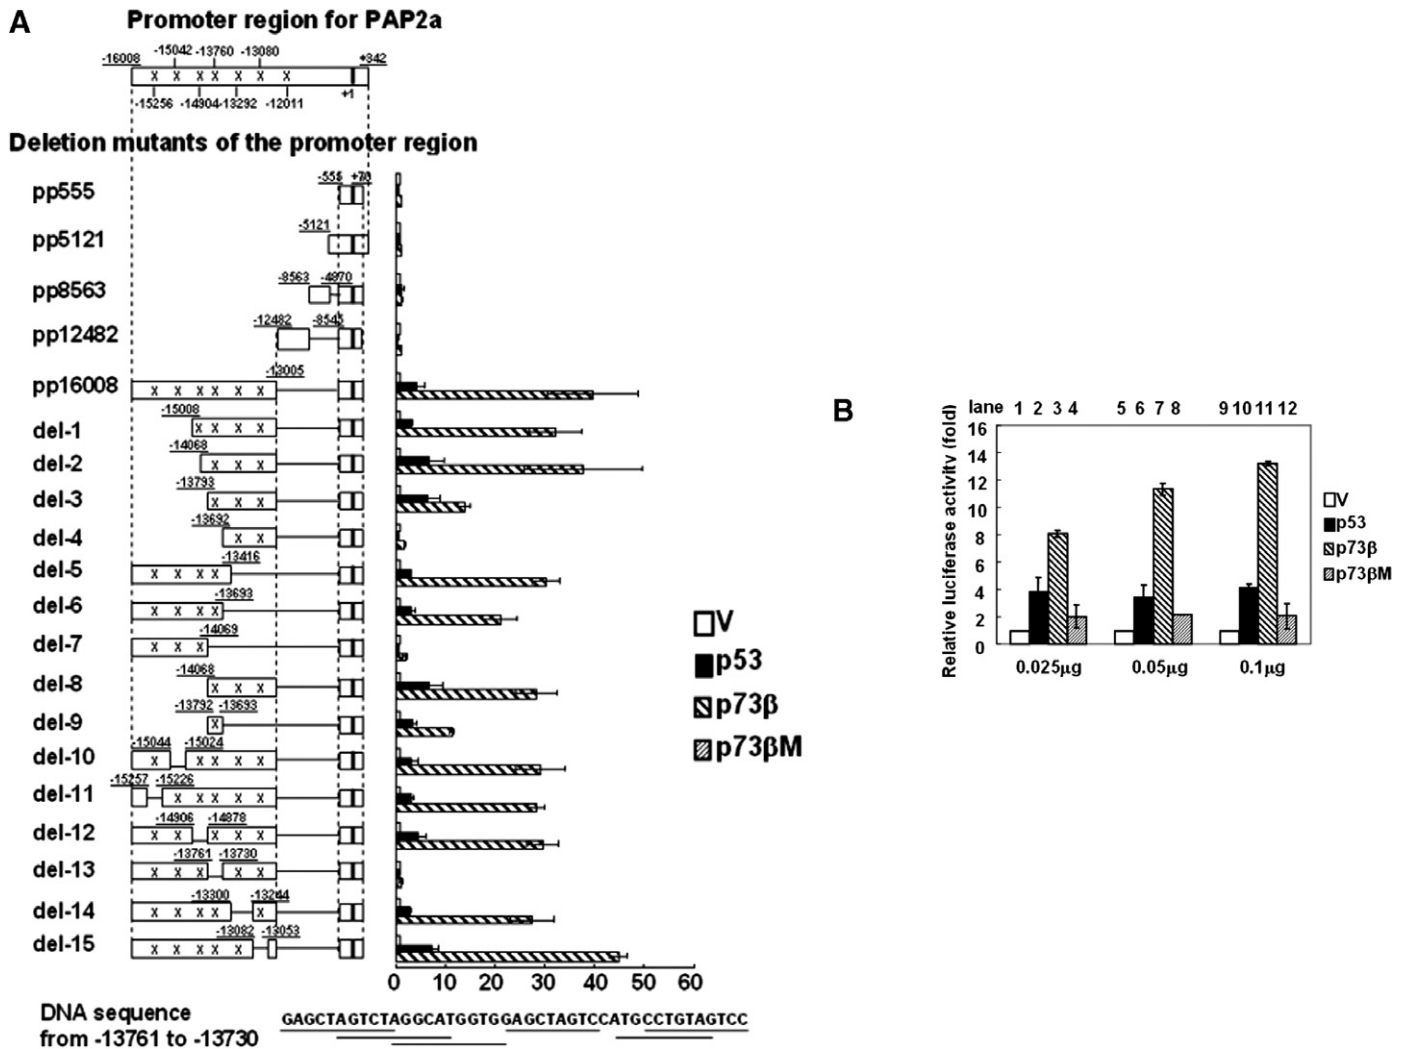 A
Promoter region for PAP2a
-16008 -15042 -13760 -13080 +342
X X X X X X X
-15256 -14904 -13292 -12011 +1
Deletion mutants of the promoter region
pp555 -555 +70
pp5121 -5121
pp8563 -8563 -4870
pp12482 -12482 -8545
pp16008 -13005
X X X X X X
del-1 -15008
X X X X
del-2 -14068
X X X
del-3 -13793
X X X
del-4 -13692
X X
del-5 -13416
X X X X
del-6 -13693
X X X X
del-7 -14069
X X X
del-8 -14068
X X X
del-9 -13792 -13693
X
del-10 -15044 -15024
X X X X X
del-11 -15257 -15226
X X X X X
del-12 -14906 -14878
X X X X X
del-13 -13761 -13730
X X X X X
del-14 -13300 -13244
X X X X X
del-15 -13082 -13053
X X X X X
0 10 20 30 40 50 60
V
p53
p73β
p73βM
DNA sequence
from -13761 to -13730
GAGCTAGTCTAGGCATGGTGGAGCTAGTCCATGCCTGTAGTCC
B
lane 1 2 3 4 5 6 7 8 9 10 11 12
Relative luciferase activity (fold)
16
14
12
10
8
6
4
2
0
0.025μg 0.05μg 0.1μg
V
p53
p73β
p73βM